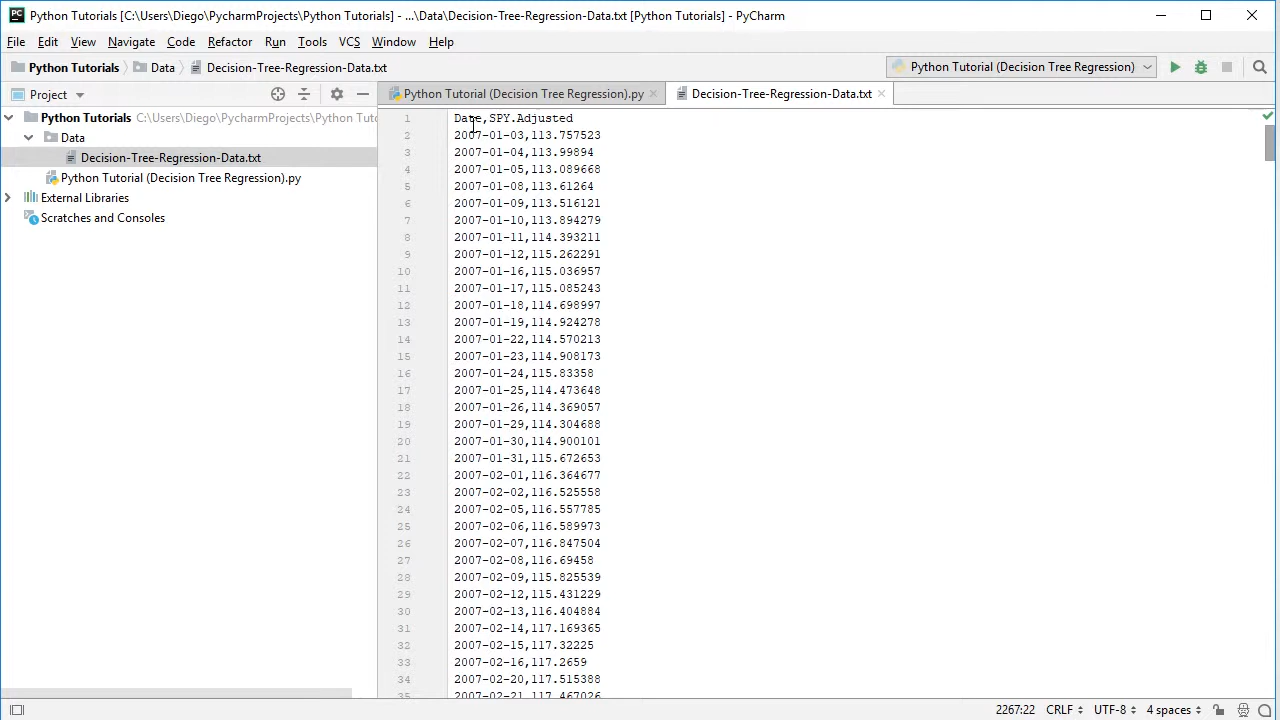 Python Tutorials [C:\Users\Diego\PycharmProjects\Python Tutorials] - ...\Data\Decision-Tree-Regression-Data.txt [Python Tutorials] - PyCharm
File Edit View Navigate Code Refactor Run Tools VCS Window Help
Python Tutorials Data Decision-Tree-Regression-Data.txt Python Tutorial (Decision Tree Regression)
Project Python Tutorial (Decision Tree Regression).py Decision-Tree-Regression-Data.txt
Python Tutorials C:\Users\Diego\PycharmProjects\Python Tutorials
Data
Decision-Tree-Regression-Data.txt
Python Tutorial (Decision Tree Regression).py
External Libraries
Scratches and Consoles
1 Date,SPY.Adjusted
2 2007-01-03,113.757523
3 2007-01-04,113.99894
4 2007-01-05,113.089668
5 2007-01-08,113.61264
6 2007-01-09,113.516121
7 2007-01-10,113.894279
8 2007-01-11,114.393211
9 2007-01-12,115.262291
10 2007-01-16,115.036957
11 2007-01-17,115.085243
12 2007-01-18,114.698997
13 2007-01-19,114.924278
14 2007-01-22,114.570213
15 2007-01-23,114.908173
16 2007-01-24,115.83358
17 2007-01-25,114.473648
18 2007-01-26,114.369057
19 2007-01-29,114.304688
20 2007-01-30,114.900101
21 2007-01-31,115.672653
22 2007-02-01,116.364677
23 2007-02-02,116.525558
24 2007-02-05,116.557785
25 2007-02-06,116.589973
26 2007-02-07,116.847504
27 2007-02-08,116.69458
28 2007-02-09,115.825539
29 2007-02-12,115.431229
30 2007-02-13,116.404884
31 2007-02-14,117.169365
32 2007-02-15,117.32225
33 2007-02-16,117.2659
34 2007-02-20,117.515388
35 2007-02-21,117.467026
2267:22 CRLF UTF-8 4 spaces